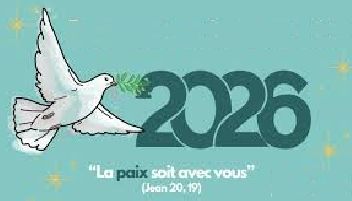 2026
“La paix soit avec vous”
(Jean 20, 19)